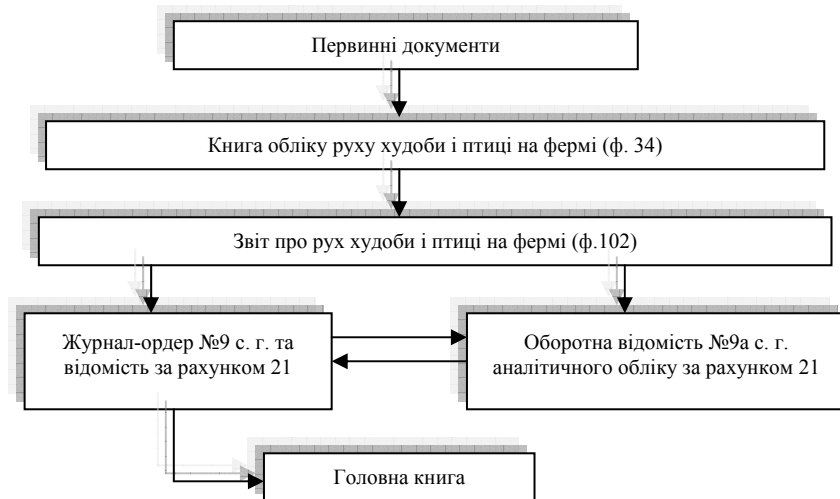 Первинні документи
Книга обліку руху худоби і птиці на фермі (ф. 34)
Звіт про рух худоби і птиці на фермі (ф.102)
Журнал-ордер №9 с. г. та
відомість за рахунком 21
Оборотна відомість №9а с. г.
аналітичного обліку за рахунком 21
Головна книга